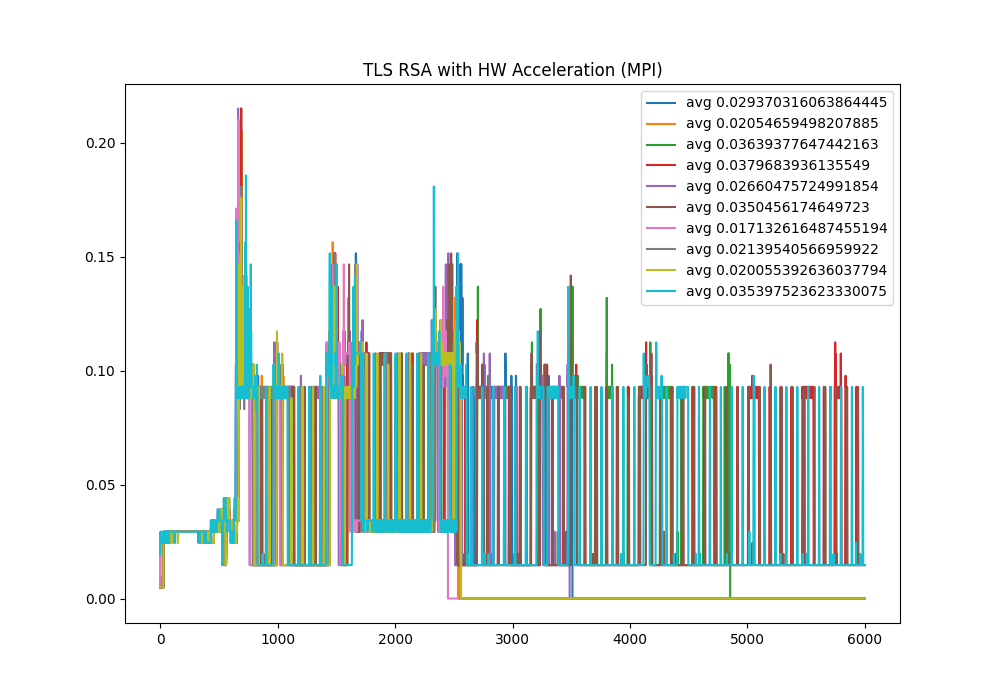 TLS RSA with HW Acceleration (MPI)
avg 0.029370316063864445
avg 0.02054659498207885
avg 0.03639377647442163
avg 0.0379683936135549
avg 0.02660475724991854
avg 0.0350456174649723
avg 0.017132616487455194
avg 0.02139540566959922
avg 0.020055392636037794
avg 0.035397523623330075
0.20
0.15
0.10
0.05
0.00
0 1000 2000 3000 4000 5000 6000